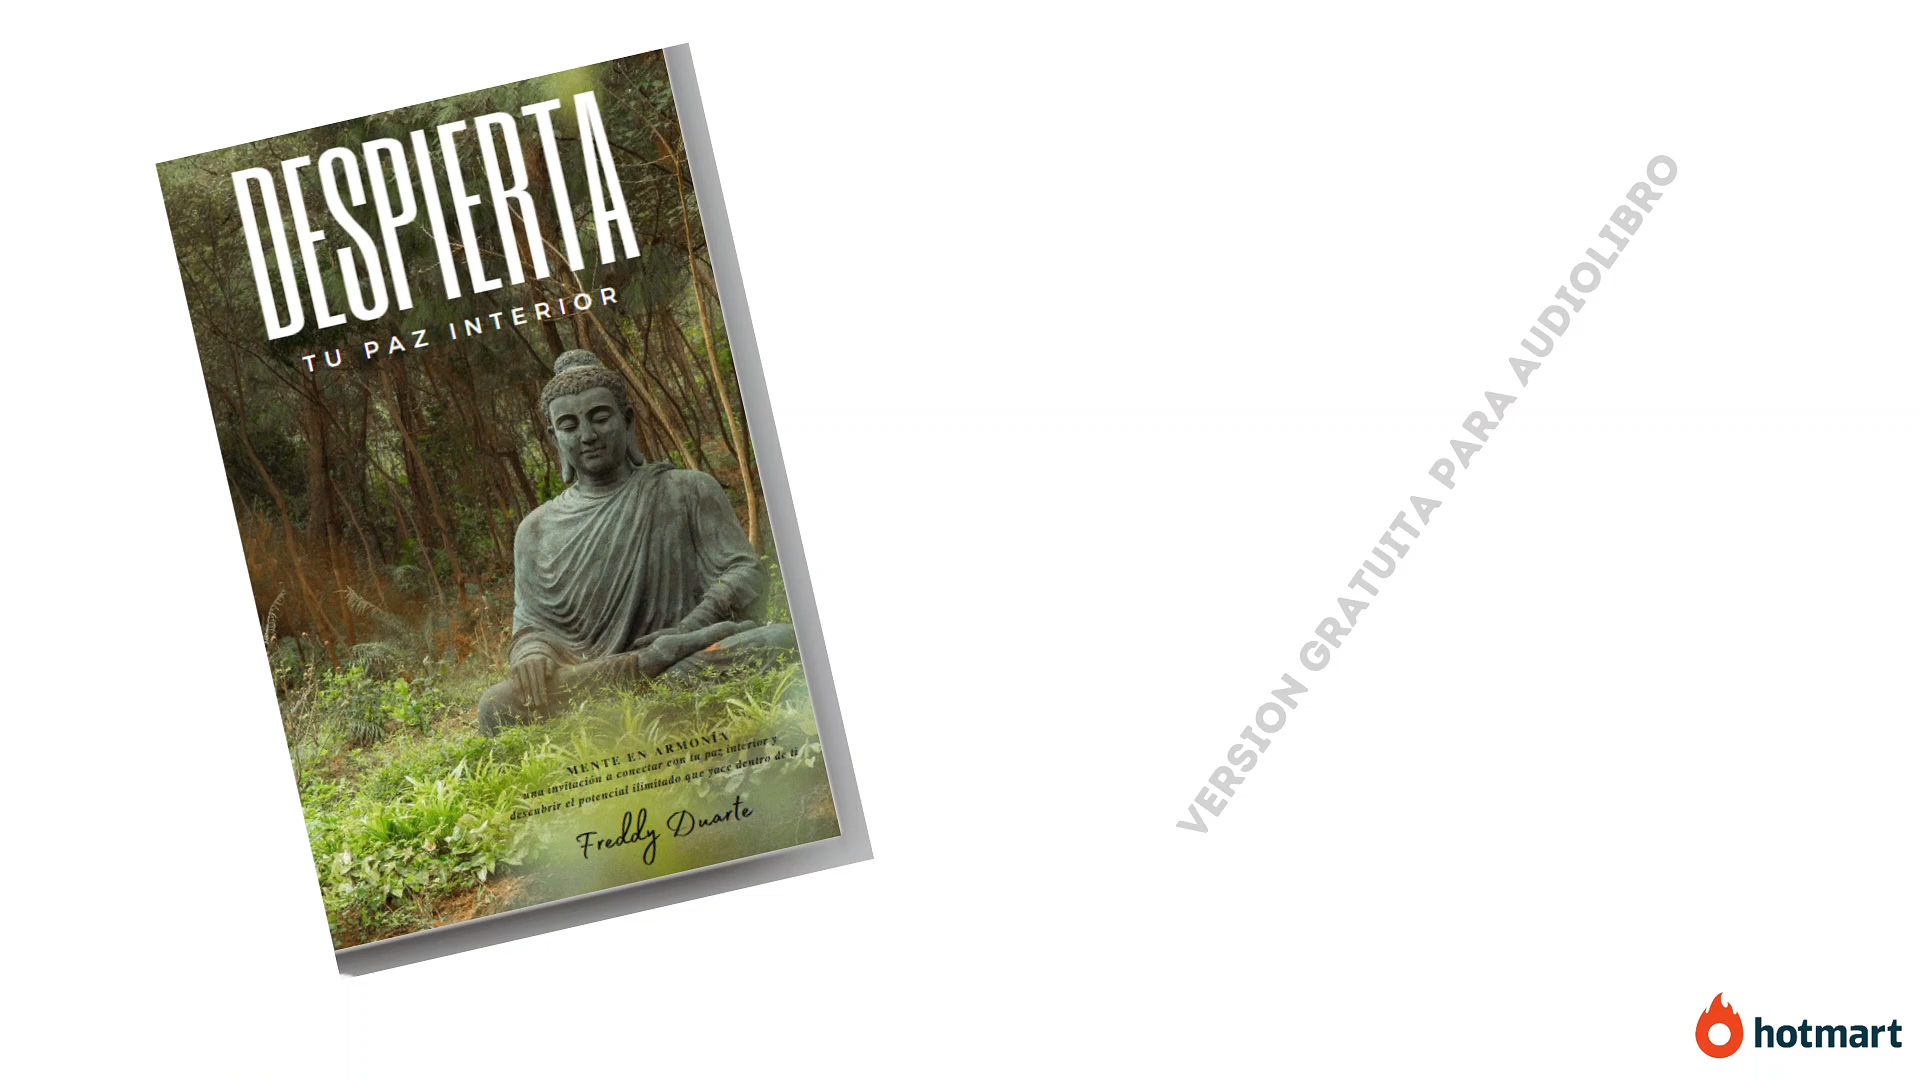 DESPIERTA
TU PAZ INTERIOR
MENTE EN ARMONÍA
una invitación a conectar con tu paz interior y
descubrir el potencial ilimitado que yace dentro de ti
Freddy Duarte
VERSION GRATUITA PARA AUDIOLIBRO
hotmart